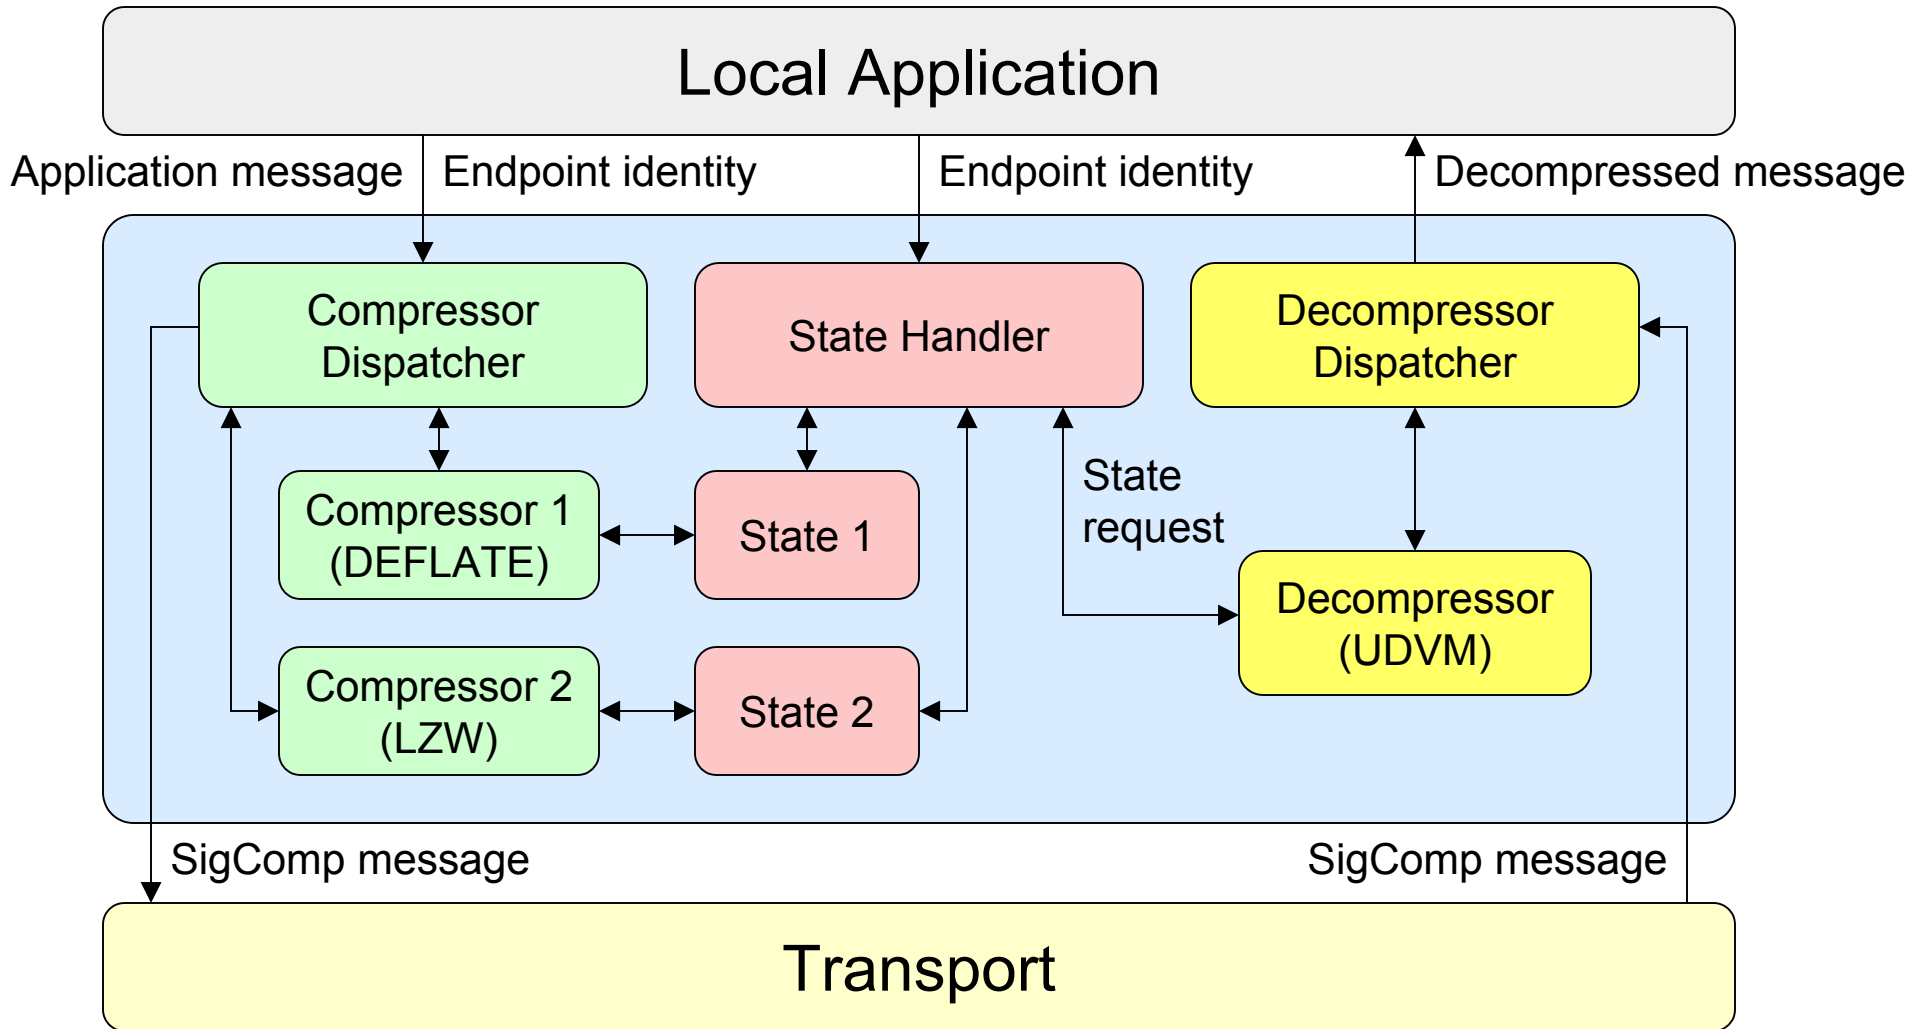 Local Application
Application message
Endpoint identity
Endpoint identity
Decompressed message
Compressor
Dispatcher
State Handler
Decompressor
Dispatcher
Compressor 1
(DEFLATE)
State 1
State
request
Decompressor
(UDVM)
Compressor 2
(LZW)
State 2
SigComp message
SigComp message
Transport